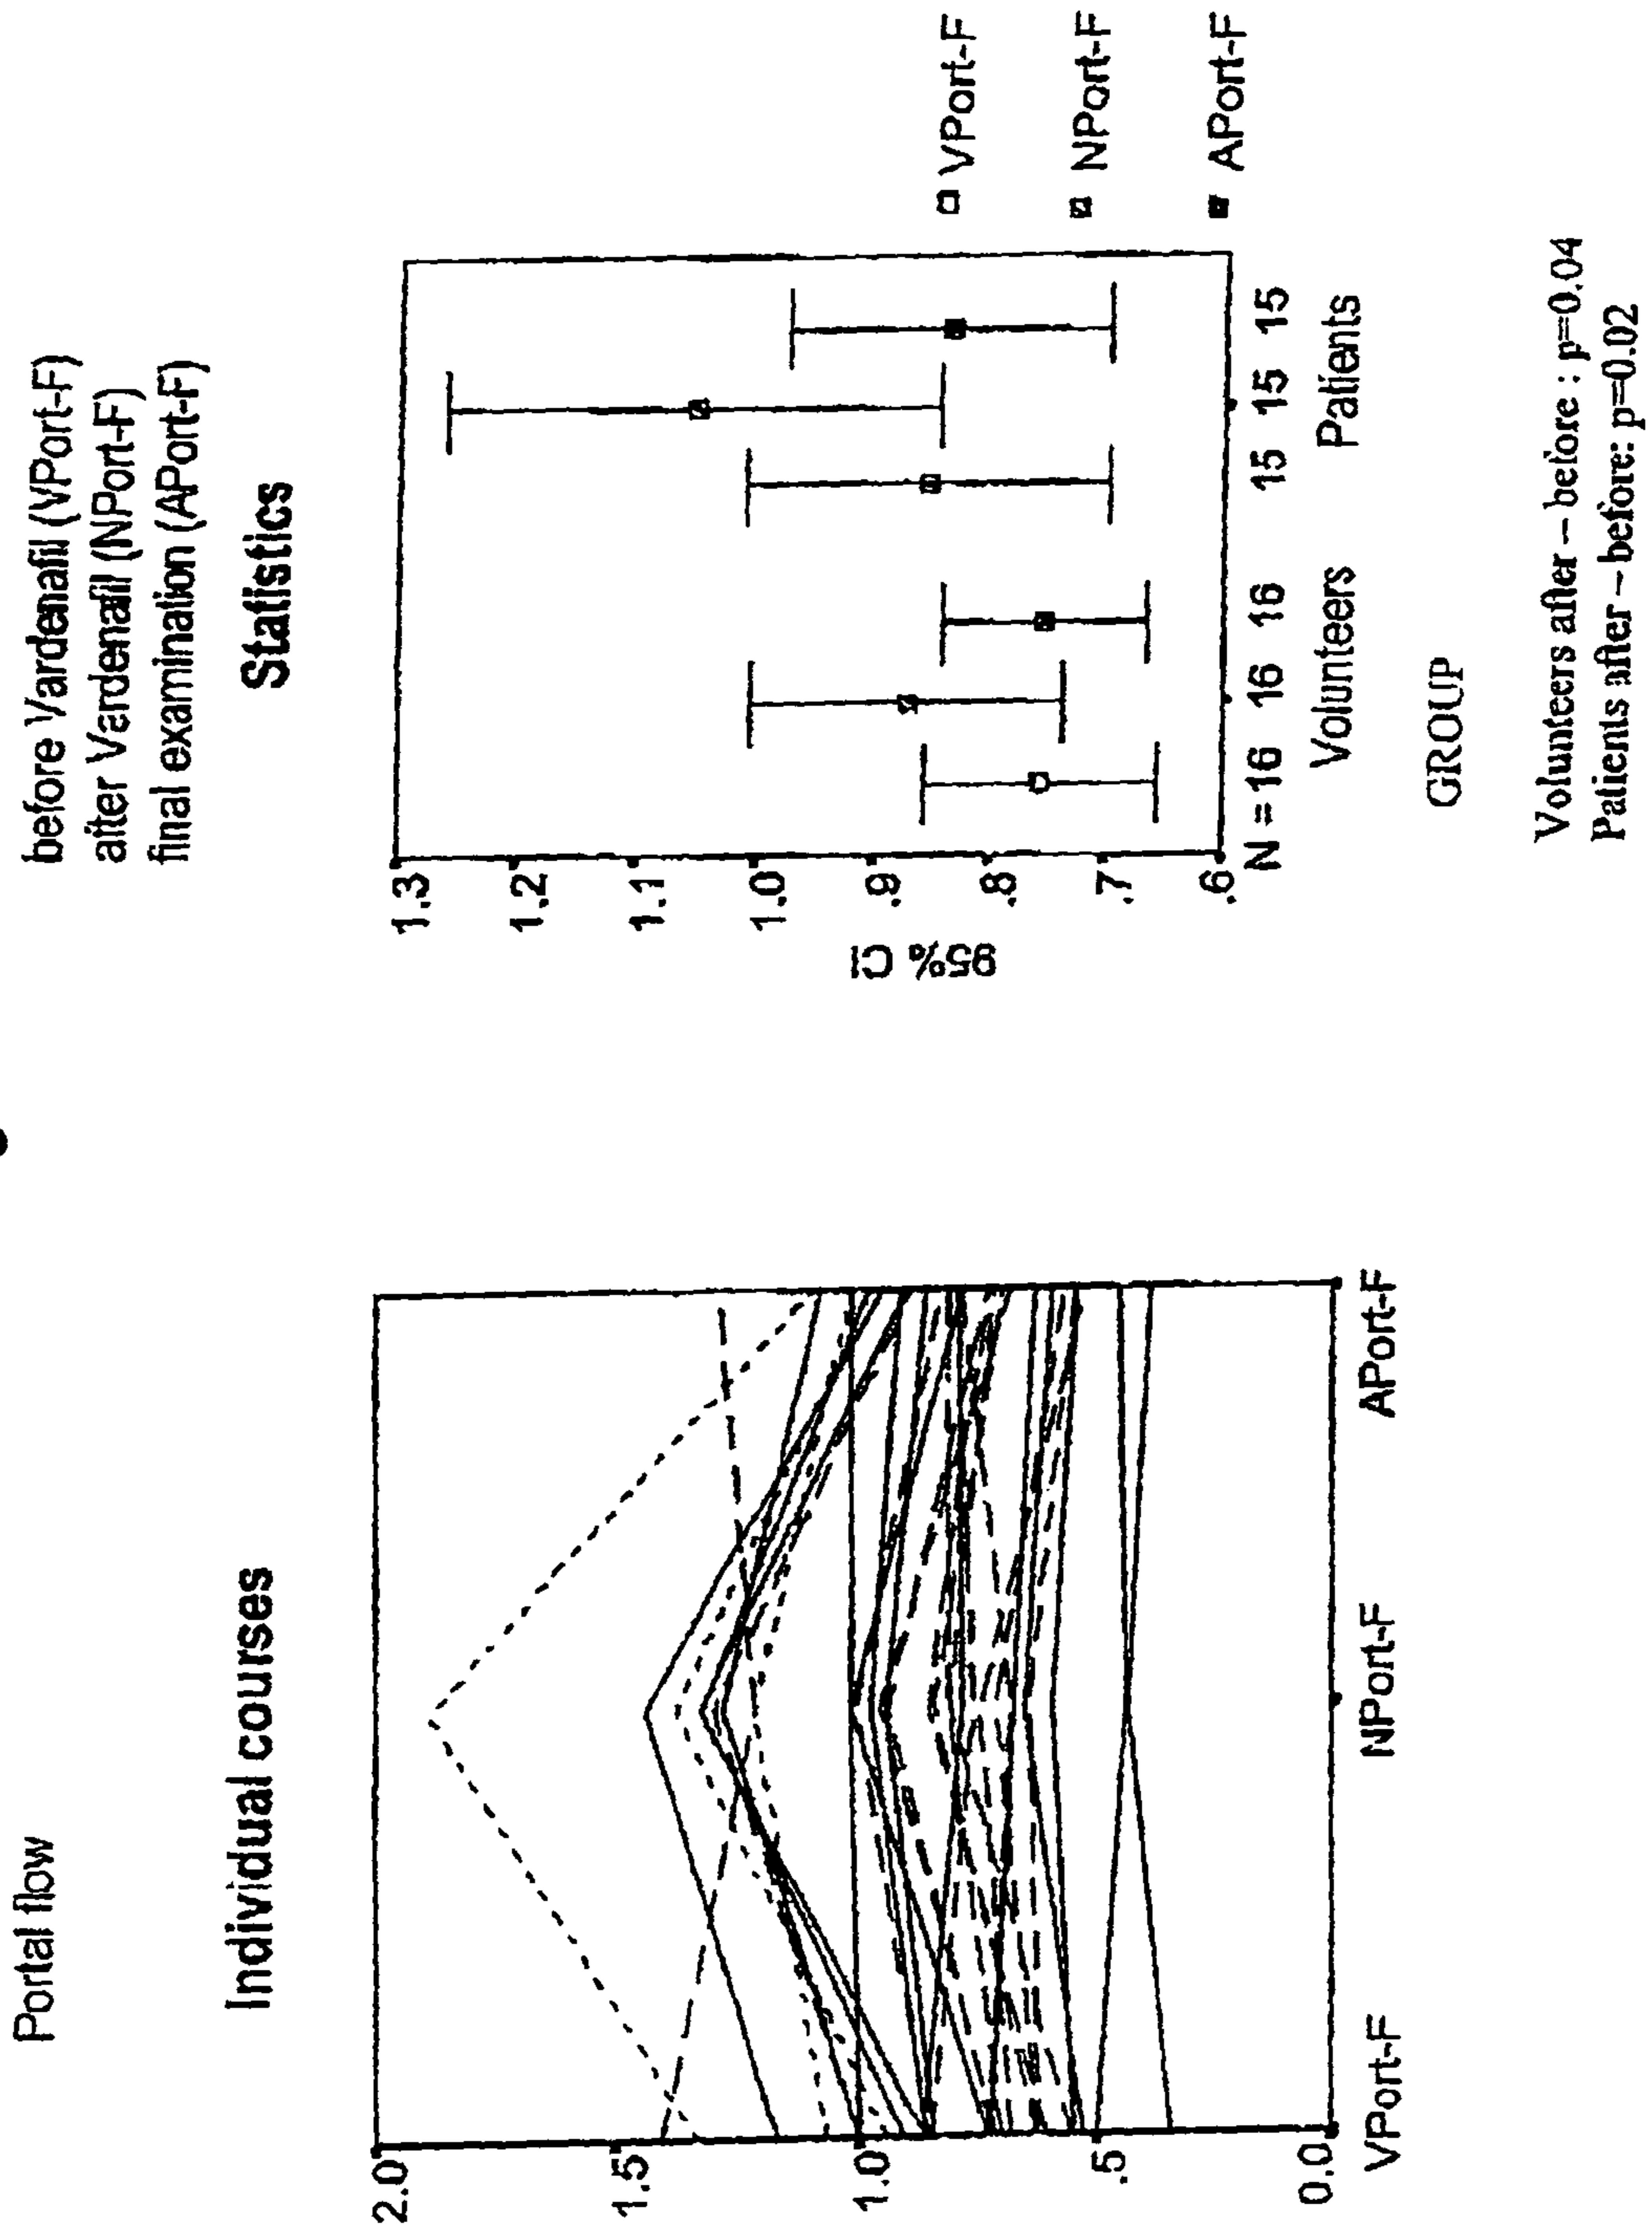 Portal flow
before Vardenafil (VPort-F)
after Vardenafil (NPort-F)
final examination (APort-F)
Individual courses
2.0
1.5
1.0
.5
0.0
VPort-F
NPort-F
APort-F
Statistics
1.3
1.2
1.1
1.0
.9
.8
.7
.6
95% CI
N = 16 16 16 15 15 15
Volunteers Patients
GROUP
VPort-F
NPort-F
APort-F
Volunteers after – before : p=0.04
Patients after – before: p=0.02